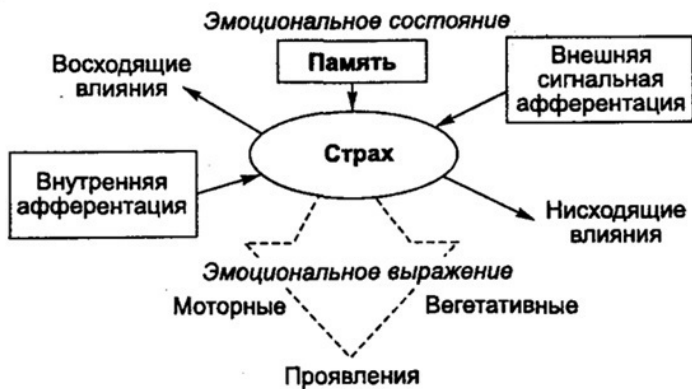 Эмоциональное состояние
Память
Восходящие
влияния
Внешняя
сигнальная
афферентация
Страх
Внутренняя
афферентация
Нисходящие
влияния
Эмоциональное выражение
Моторные
Вегетативные
Проявления